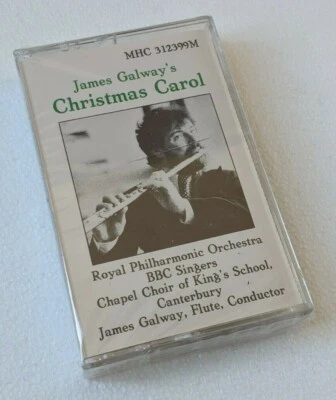 MHC 312399M
James Galway's
Christmas Carol
Royal Philharmonic Orchestra
BBC Singers
Chapel Choir of King's School,
Canterbury
James Galway, Flute, Conductor